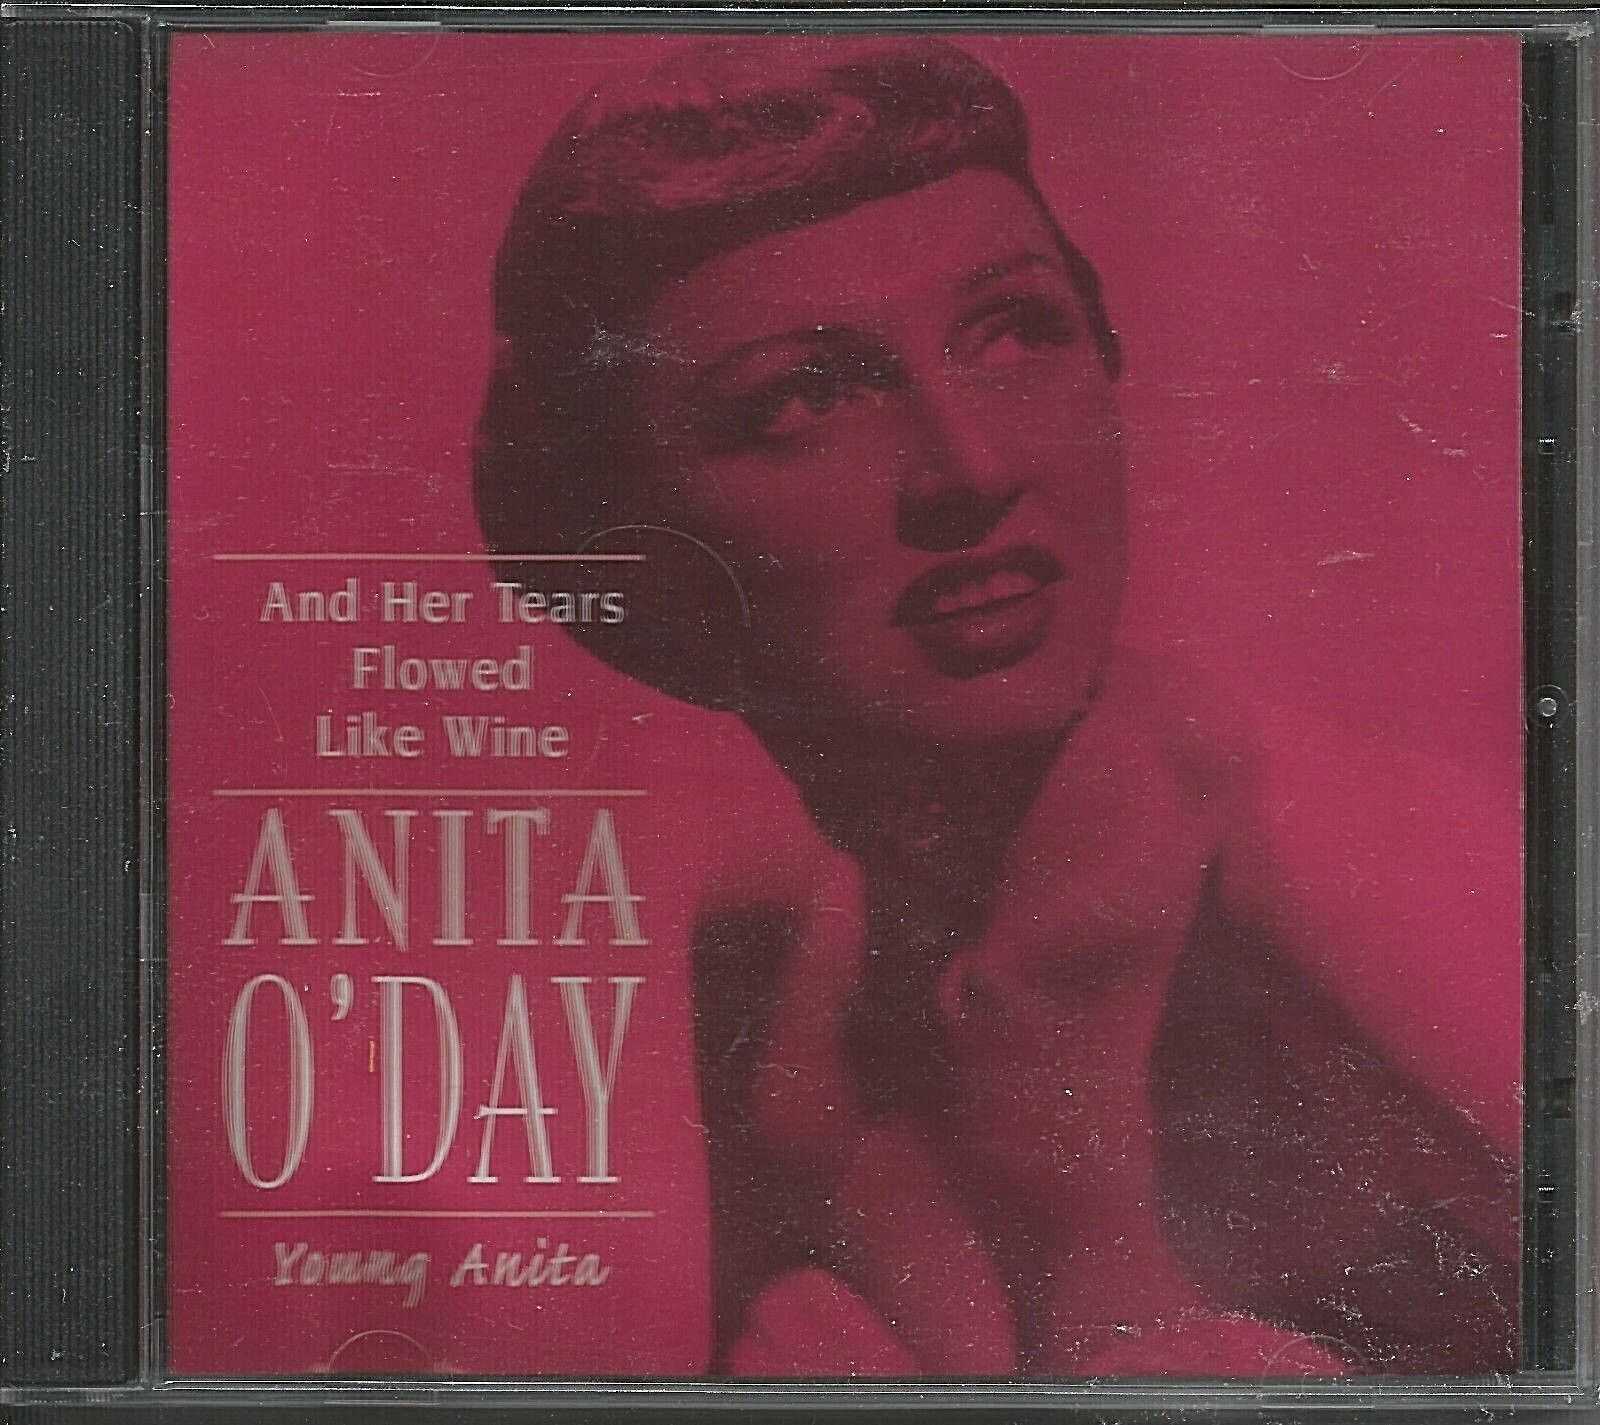 And Her Tears
Flowed
Like Wine
ANITA
O'DAY
Young Anita